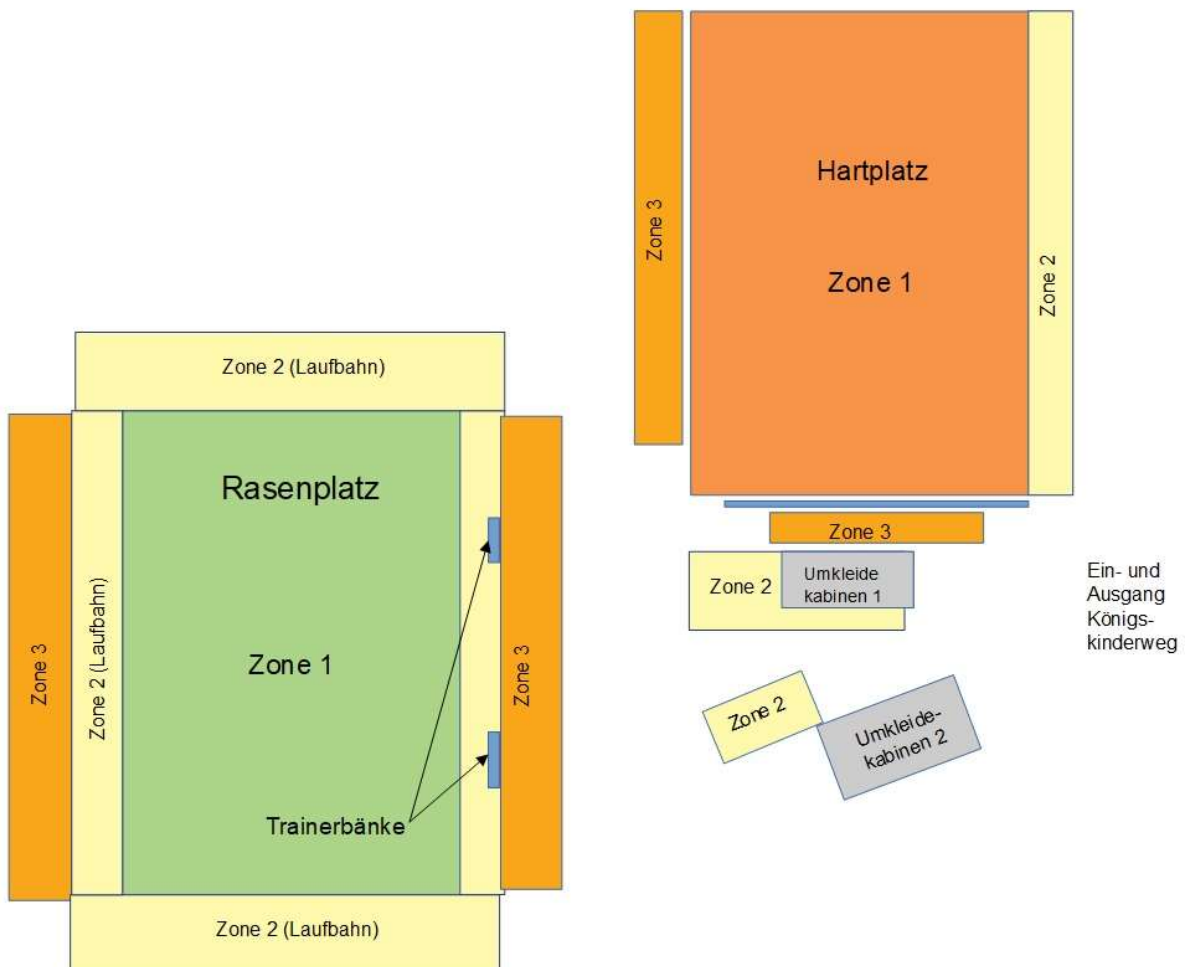 Hartplatz
Zone 3
Zone 1
Zone 2
Zone 2 (Laufbahn)
Rasenplatz
Zone 3
Zone 2 (Laufbahn)
Zone 1
Zone 3
Trainerbänke
Zone 2 (Laufbahn)
Zone 3
Zone 2
Umkleide
kabinen 1
Ein- und
Ausgang
Königs-
kinderweg
Zone 2
Umkleide-
kabinen 2